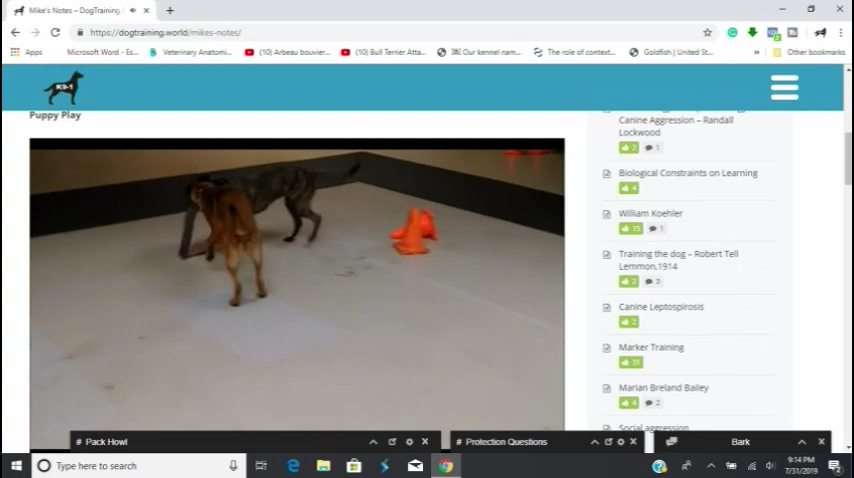 Mike's Notes – DogTraining
https://dogtraining.world/mikes-notes/
Apps
Microsoft Word - Es...
Veterinary Anatomi...
(10) Arbeau bouvier...
(10) Bull Terrier Atta...
Our kennel nam...
The role of context...
Goldfish | United St...
»
Other bookmarks
K9-1
Puppy Play
Canine Aggression – Randall
Lockwood
2 1
Biological Constraints on Learning
4
William Koehler
15 1
Training the dog – Robert Tell
Lemmon,1914
2 3
Canine Leptospirosis
2
Marker Training
31
Marian Breland Bailey
4 2
Social aggression
# Pack Howl
# Protection Questions
Bark
Type here to search
9:14 PM
7/31/2019
2